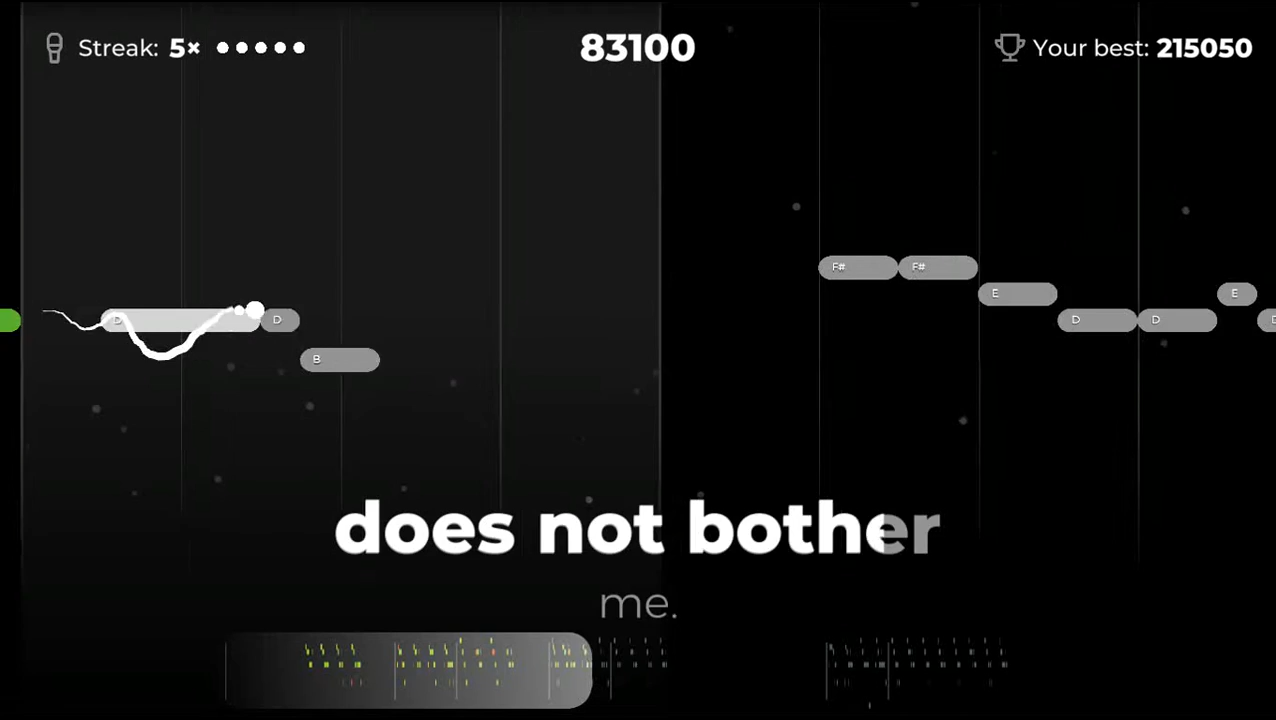 Streak: 5×
83100
Your best: 215050
F# F#
E E
D D D D
B
does not bother
me.